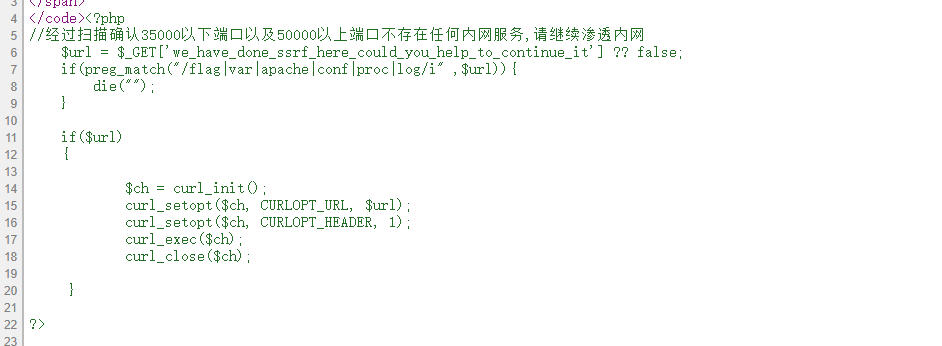 3 </span>
4 </code><?php
5 //经过扫描确认35000以下端口以及50000以上端口不存在任何内网服务,请继续渗透内网
6 $url = $_GET['we_have_done_ssrf_here_could_you_help_to_continue_it'] ?? false;
7 if(preg_match("/flag|var|apache|conf|proc|log/i" ,$url)){
8 die("");
9 }
10
11 if($url)
12 {
13
14 $ch = curl_init();
15 curl_setopt($ch, CURLOPT_URL, $url);
16 curl_setopt($ch, CURLOPT_HEADER, 1);
17 curl_exec($ch);
18 curl_close($ch);
19
20 }
21
22 ?>
23